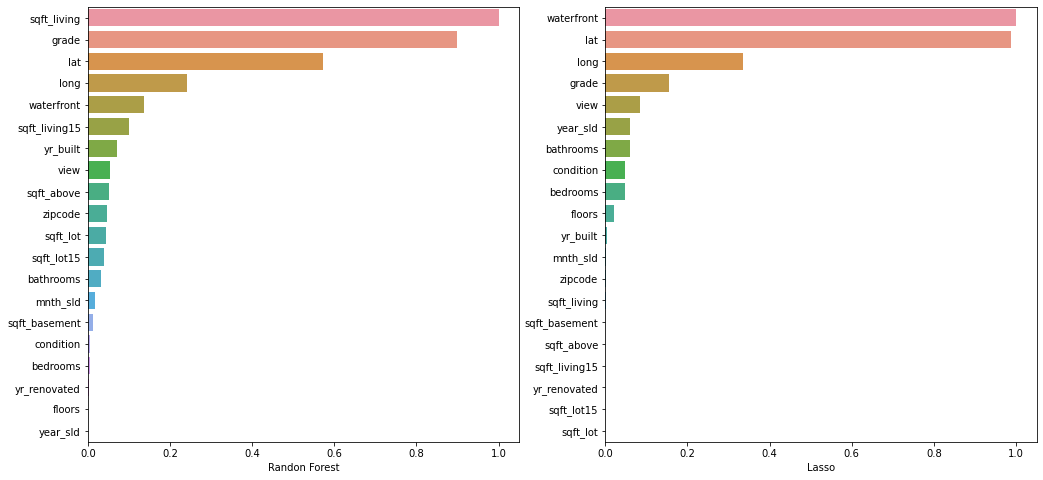 sqft_living
grade
lat
long
waterfront
sqft_living15
yr_built
view
sqft_above
zipcode
sqft_lot
sqft_lot15
bathrooms
mnth_sld
sqft_basement
condition
bedrooms
yr_renovated
floors
year_sld
0.0 0.2 0.4 0.6 0.8 1.0
Randon Forest
waterfront
lat
long
grade
view
year_sld
bathrooms
condition
bedrooms
floors
yr_built
mnth_sld
zipcode
sqft_living
sqft_basement
sqft_above
sqft_living15
yr_renovated
sqft_lot15
sqft_lot
0.0 0.2 0.4 0.6 0.8 1.0
Lasso